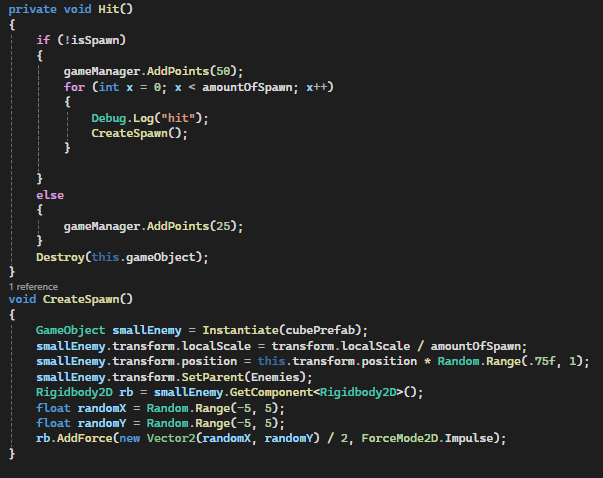 private void Hit()
{
if (!isSpawn)
{
gameManager.AddPoints(50);
for (int x = 0; x < amountOfSpawn; x++)
{
Debug.Log("hit");
CreateSpawn();
}
}
else
{
gameManager.AddPoints(25);
}
Destroy(this.gameObject);
}
1 reference
void CreateSpawn()
{
GameObject smallEnemy = Instantiate(cubePrefab);
smallEnemy.transform.localScale = transform.localScale / amountOfSpawn;
smallEnemy.transform.position = this.transform.position * Random.Range(.75f, 1);
smallEnemy.transform.SetParent(Enemies);
Rigidbody2D rb = smallEnemy.GetComponent<Rigidbody2D>();
float randomX = Random.Range(-5, 5);
float randomY = Random.Range(-5, 5);
rb.AddForce(new Vector2(randomX, randomY) / 2, ForceMode2D.Impulse);
}